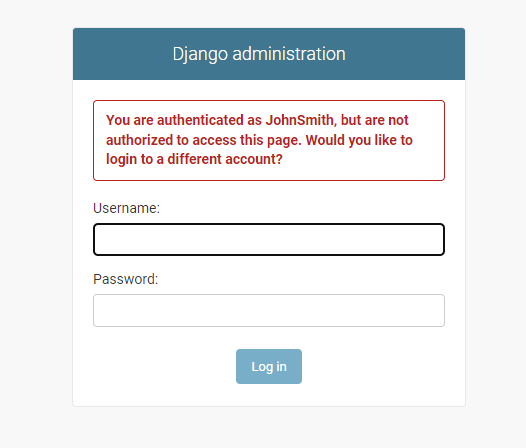 Django administration
You are authenticated as JohnSmith, but are not
authorized to access this page. Would you like to
login to a different account?
Username:
Password:
Log in